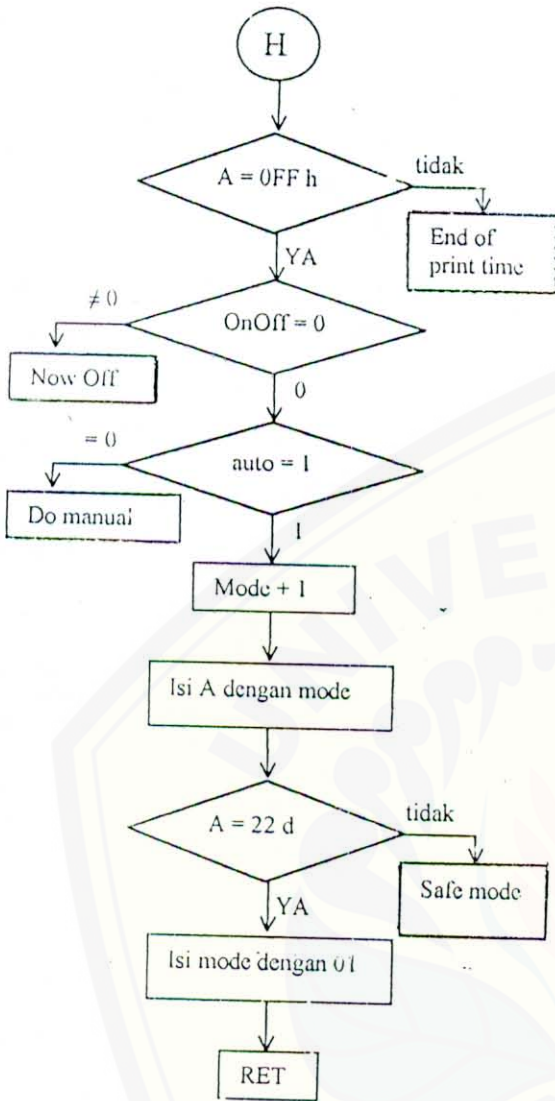 H
A = 0FF h
tidak
End of
print time
YA
≠ 0
OnOff = 0
Now Off
0
= 0
auto = 1
Do manual
1
Mode + 1
Isi A dengan mode
A = 22 d
tidak
Safe mode
YA
Isi mode dengan 01
RET
UNIVE